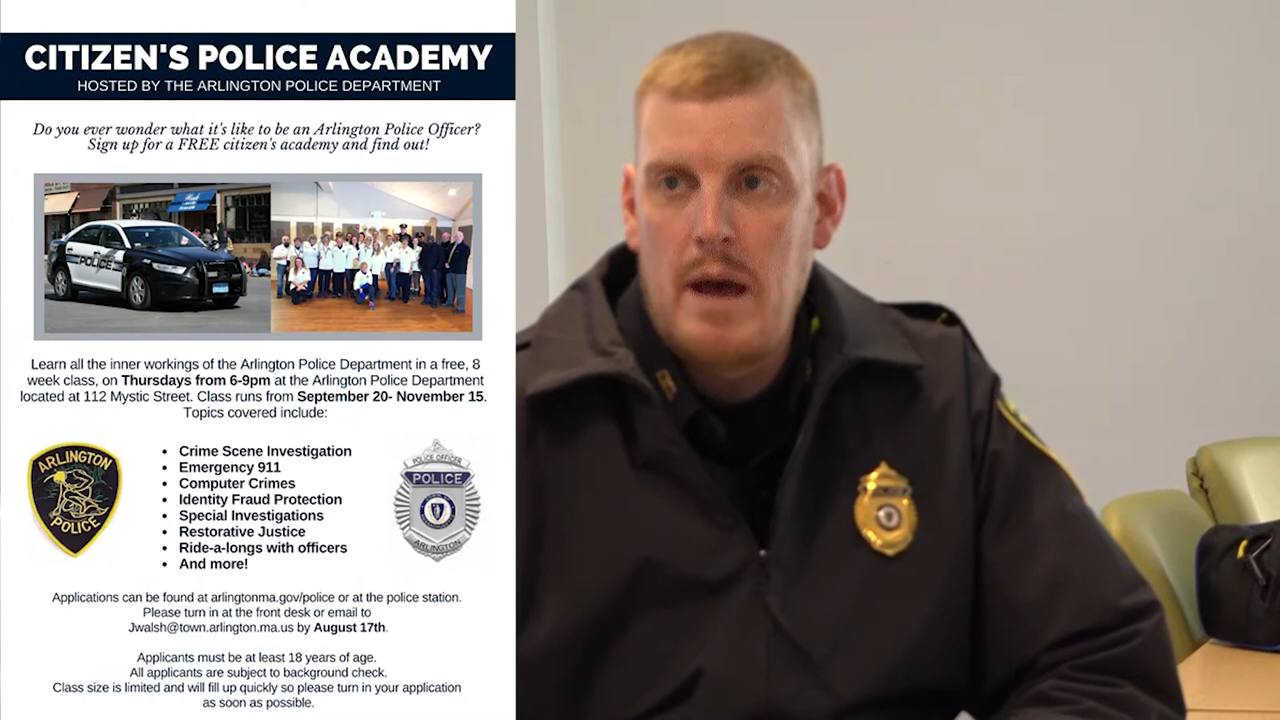 CITIZEN'S POLICE ACADEMY
HOSTED BY THE ARLINGTON POLICE DEPARTMENT
Do you ever wonder what it's like to be an Arlington Police Officer?
Sign up for a FREE citizen's academy and find out!
POLICE
Learn all the inner workings of the Arlington Police Department in a free, 8
week class, on Thursdays from 6-9pm at the Arlington Police Department
located at 112 Mystic Street. Class runs from September 20- November 15.
Topics covered include:
ARLINGTON
POLICE
• Crime Scene Investigation
• Emergency 911
• Computer Crimes
• Identity Fraud Protection
• Special Investigations
• Restorative Justice
• Ride-a-longs with officers
• And more!
POLICE OFFICER
POLICE
ARLINGTON
Applications can be found at arlingtonma.gov/police or at the police station.
Please turn in at the front desk or email to
Jwalsh@town.arlington.ma.us by August 17th.
Applicants must be at least 18 years of age.
All applicants are subject to background check.
Class size is limited and will fill up quickly so please turn in your application
as soon as possible.